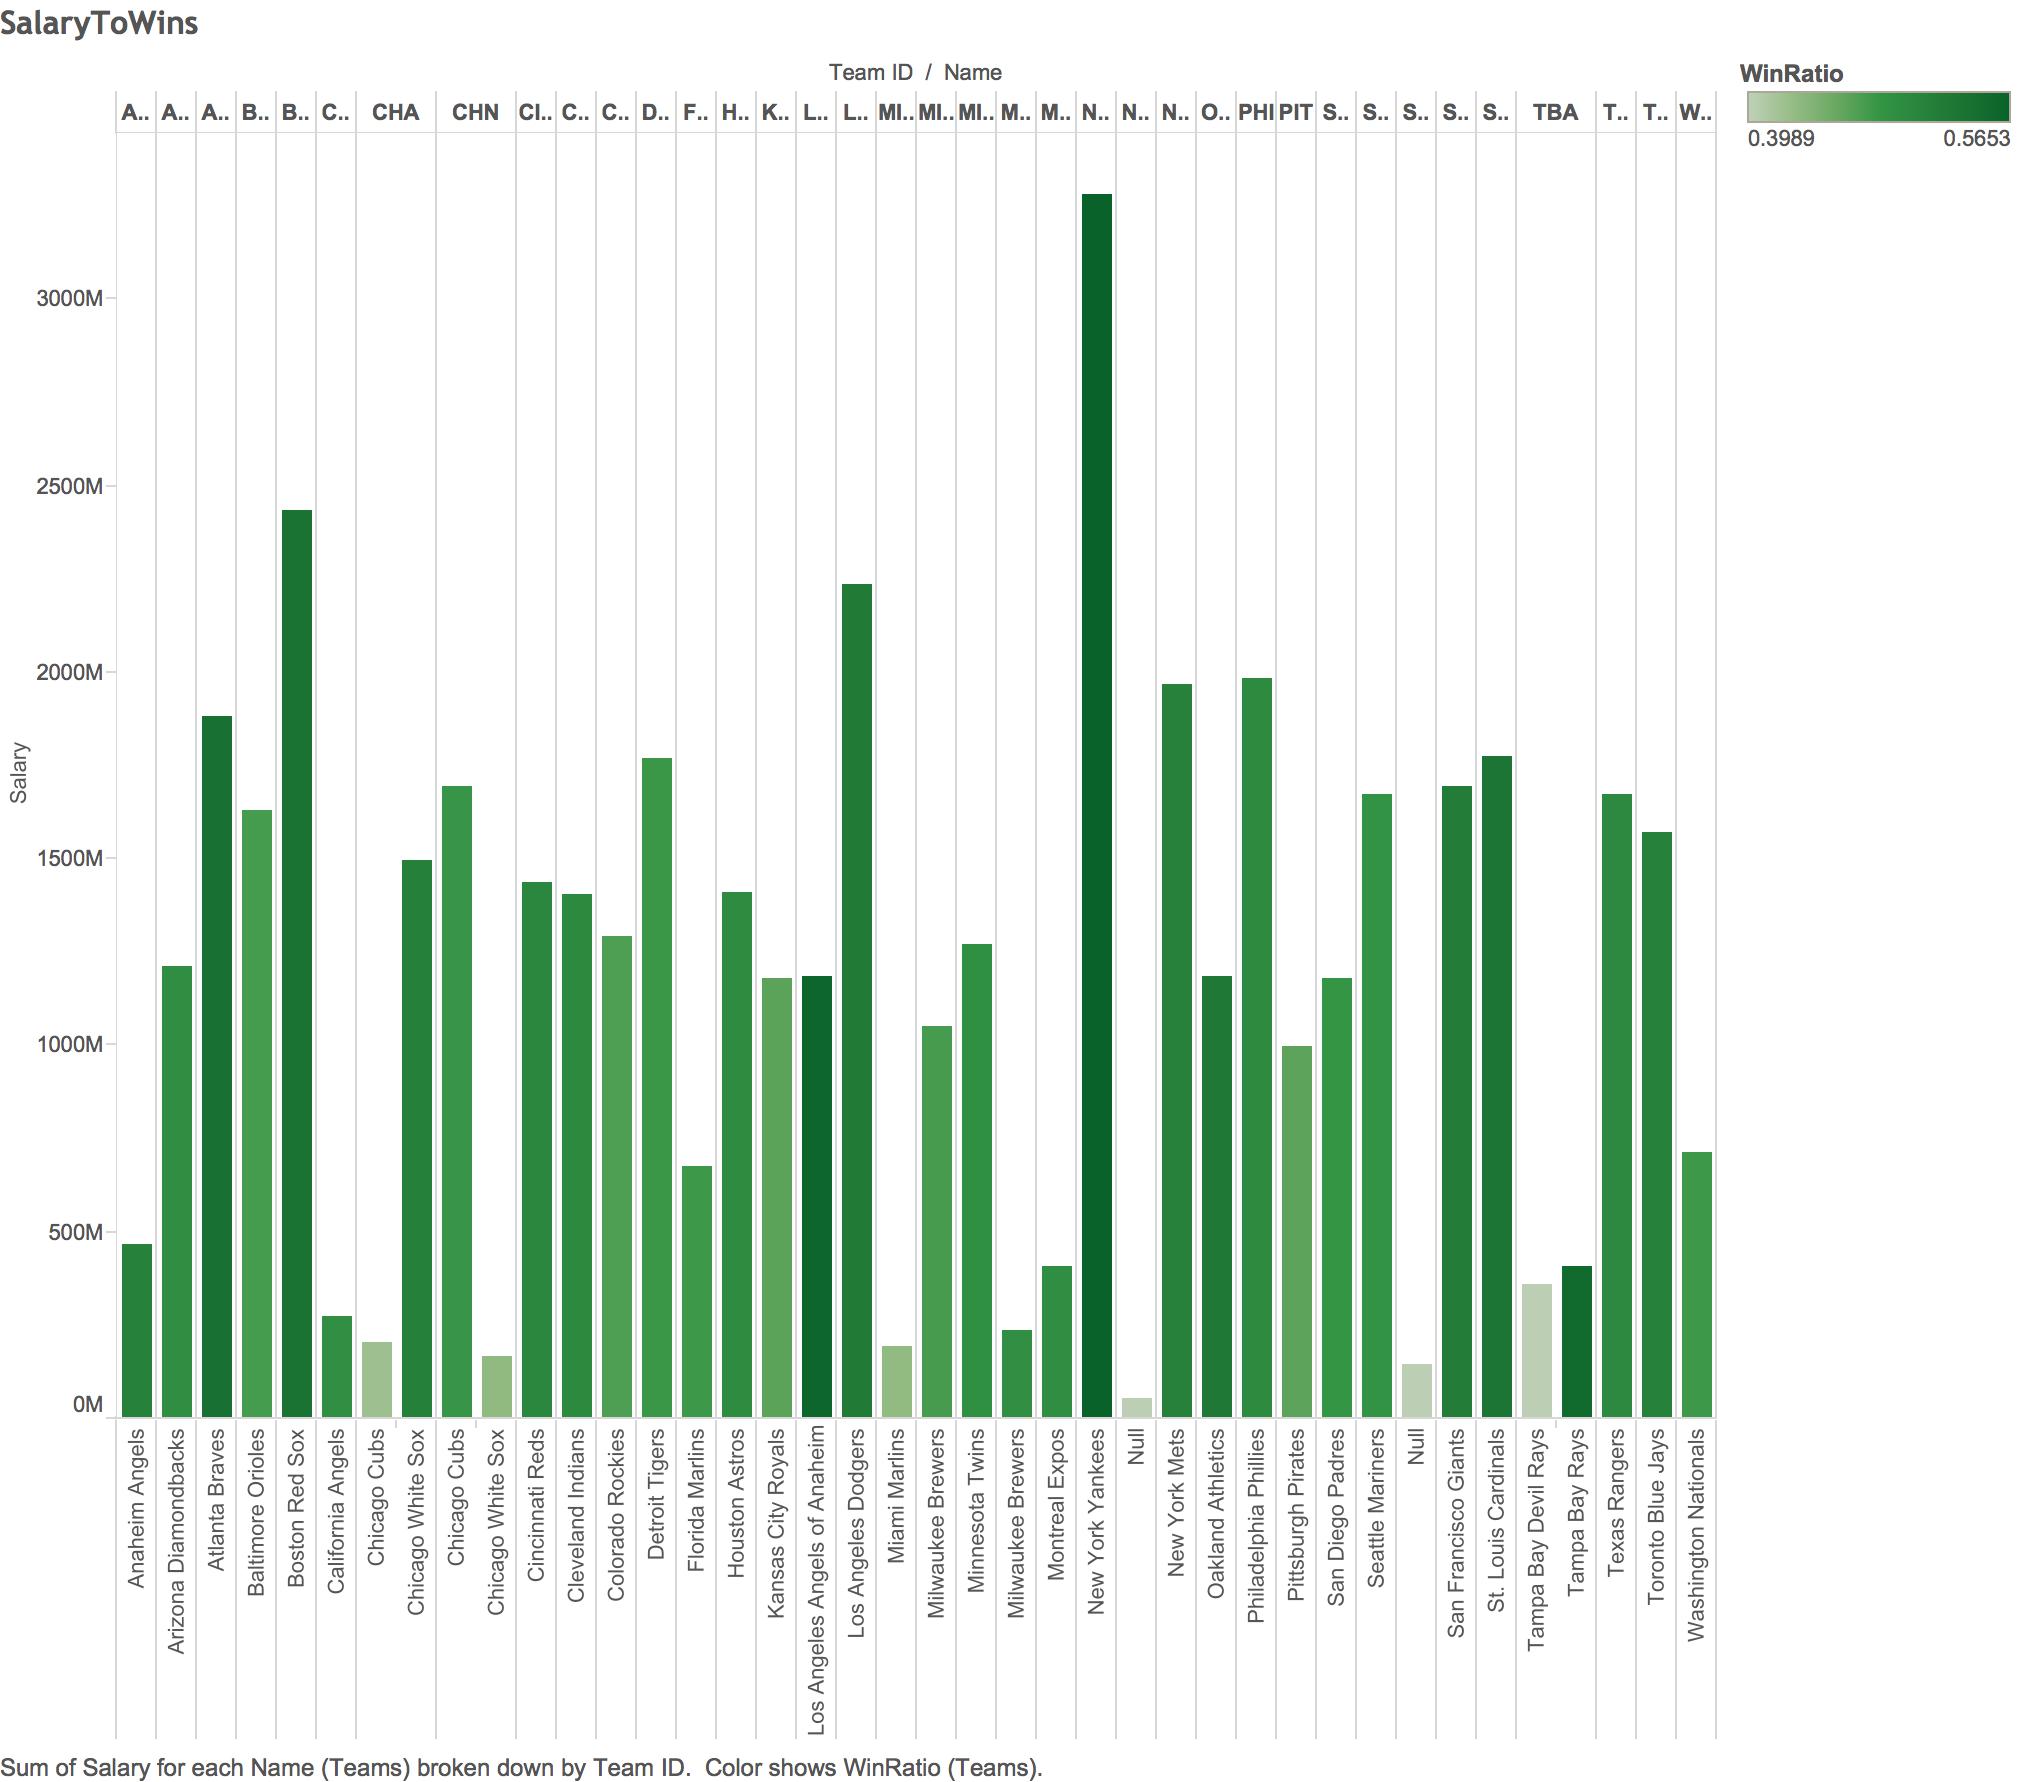 SalaryToWins
Team ID / Name
WinRatio
A.. A.. A.. B.. B.. C.. CHA CHN CI.. C.. C.. D.. F.. H.. K.. L.. L.. MI.. MI.. MI.. M.. M.. N.. N.. N.. O.. PHI PIT S.. S.. S.. S.. S.. TBA T.. T.. W..
0.3989 0.5653
3000M
2500M
2000M
Salary
1500M
1000M
500M
0M
Anaheim Angels
Arizona Diamondbacks
Atlanta Braves
Baltimore Orioles
Boston Red Sox
California Angels
Chicago Cubs
Chicago White Sox
Chicago Cubs
Chicago White Sox
Cincinnati Reds
Cleveland Indians
Colorado Rockies
Detroit Tigers
Florida Marlins
Houston Astros
Kansas City Royals
Los Angeles Angels of Anaheim
Los Angeles Dodgers
Miami Marlins
Milwaukee Brewers
Minnesota Twins
Milwaukee Brewers
Montreal Expos
New York Yankees
Null
New York Mets
Oakland Athletics
Philadelphia Phillies
Pittsburgh Pirates
San Diego Padres
Seattle Mariners
Null
San Francisco Giants
St. Louis Cardinals
Tampa Bay Devil Rays
Tampa Bay Rays
Texas Rangers
Toronto Blue Jays
Washington Nationals
Sum of Salary for each Name (Teams) broken down by Team ID.  Color shows WinRatio (Teams).